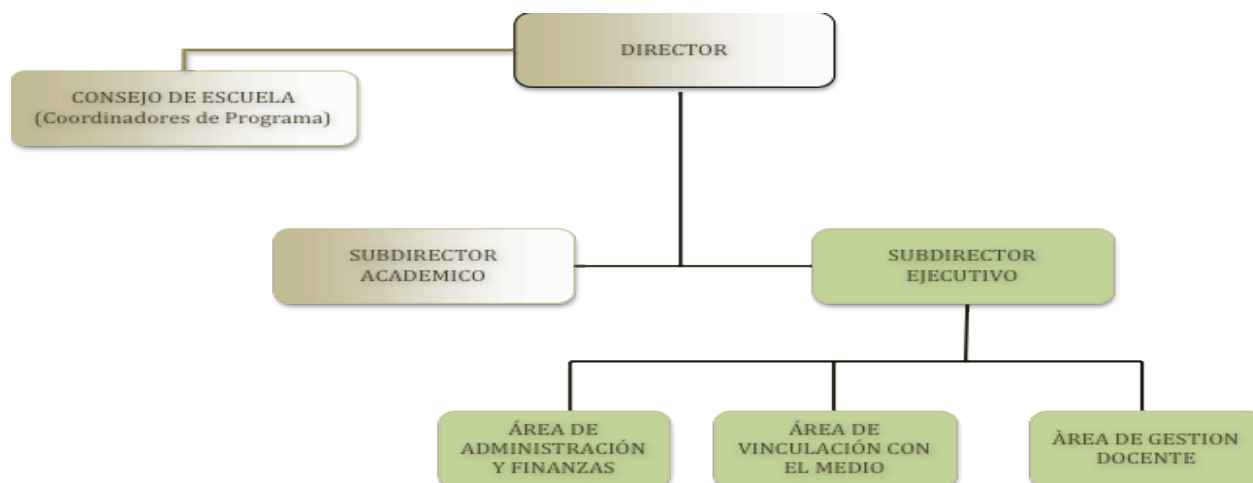 DIRECTOR
CONSEJO DE ESCUELA
(Coordinadores de Programa)
SUBDIRECTOR
ACADEMICO
SUBDIRECTOR
EJECUTIVO
ÁREA DE
ADMINISTRACIÓN
Y FINANZAS
ÁREA DE
VINCULACIÓN CON
EL MEDIO
ÀREA DE GESTION
DOCENTE